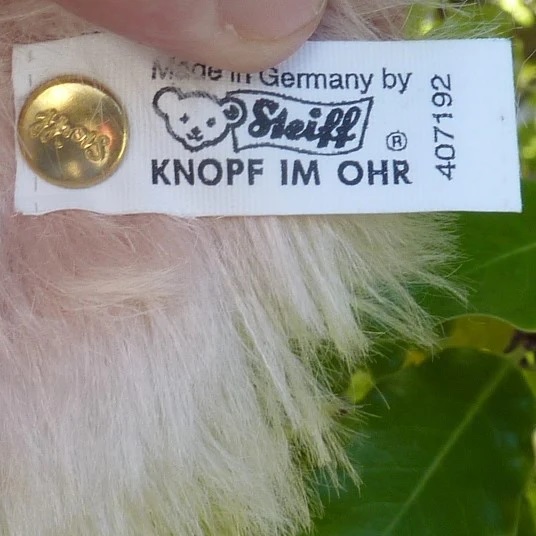 Made in Germany by
Steiff
®
KNOPF IM OHR
407192
Steiff